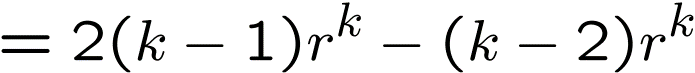 = 2(k − 1)r^k − (k − 2)r^k